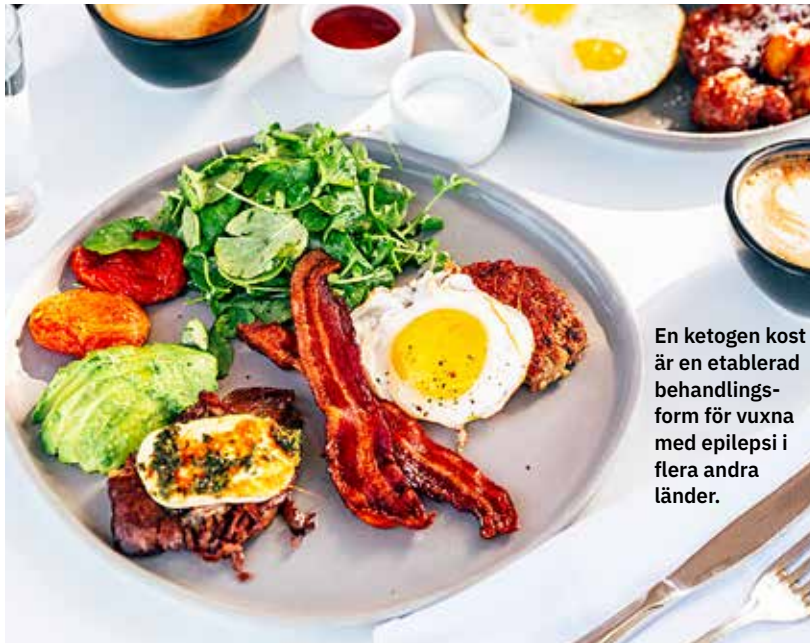 En ketogen kost
är en etablerad
behandlings-
form för vuxna
med epilepsi i
flera andra
länder.